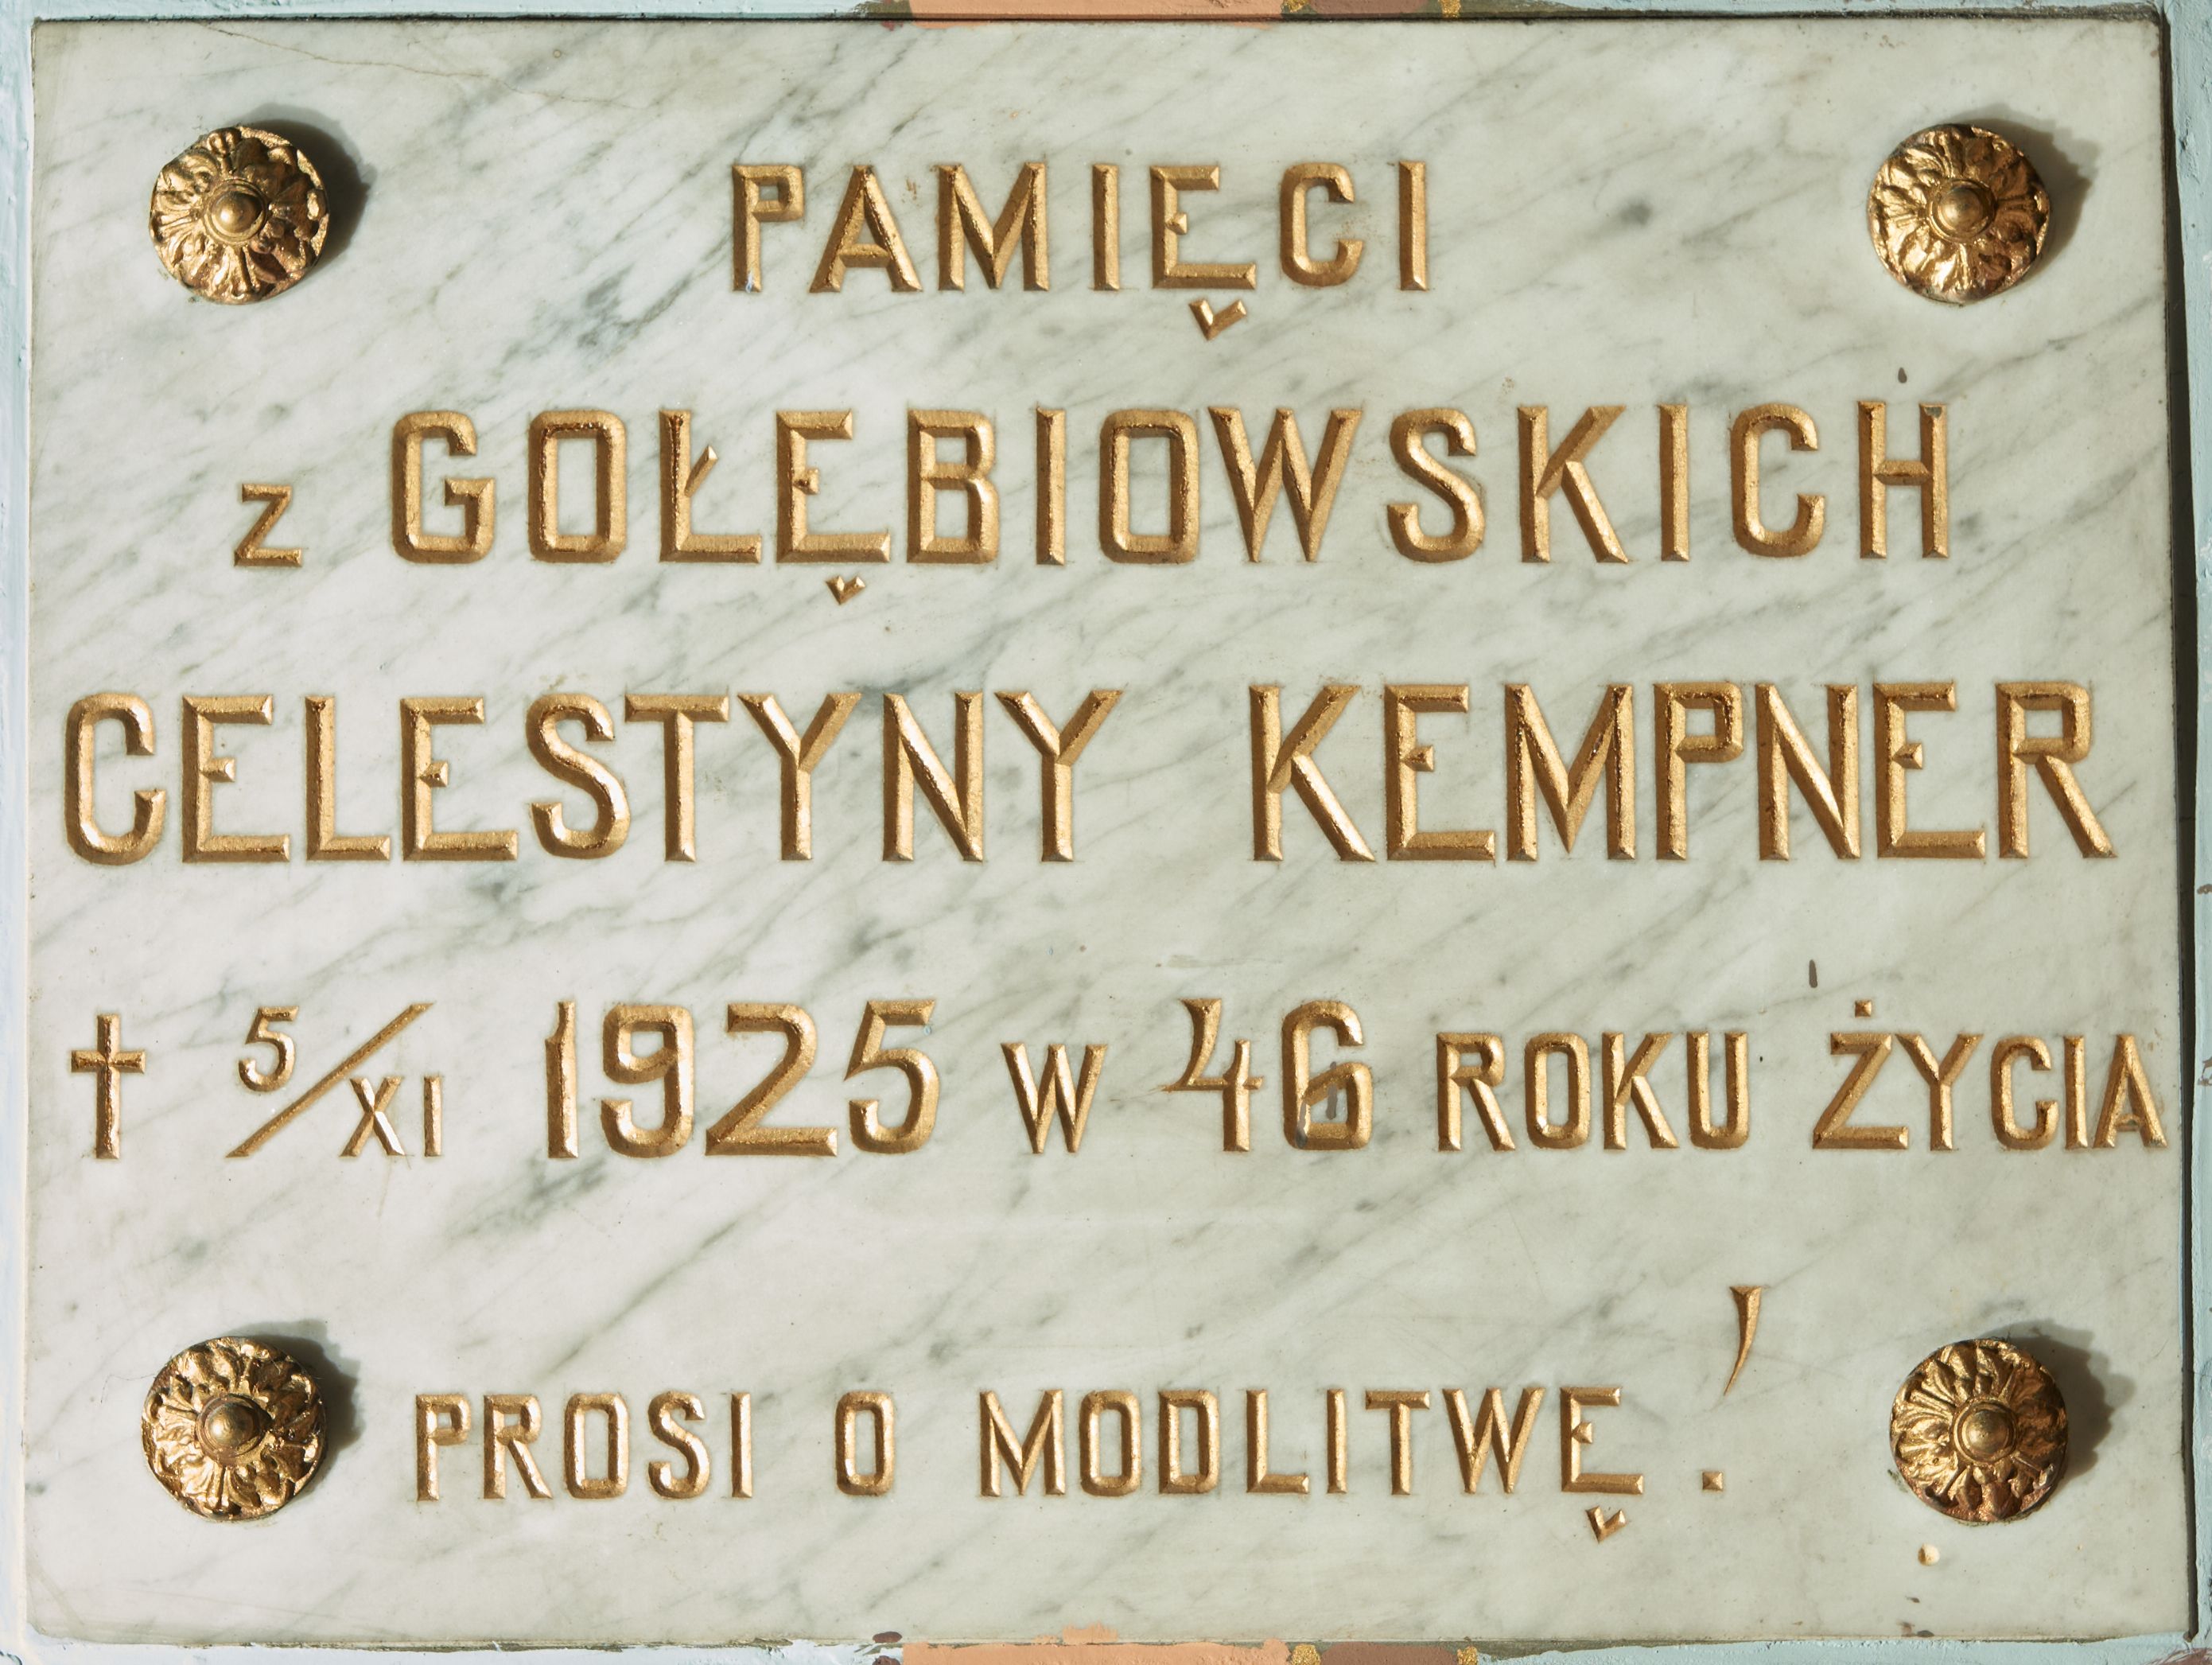 PAMIĘCI
z GOŁĘBIOWSKICH
CELESTYNY KEMPNER
† 5/XI 1925 W 46 ROKU ŻYCIA
PROSI O MODLITWĘ!